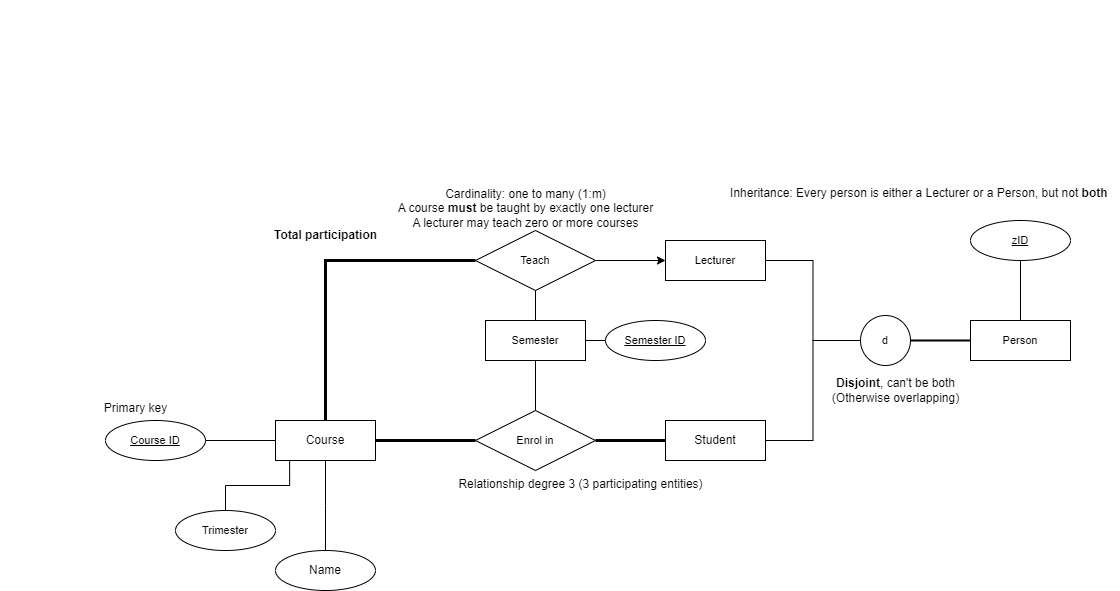 Cardinality: one to many (1:m)
A course must be taught by exactly one lecturer
A lecturer may teach zero or more courses
Inheritance: Every person is either a Lecturer or a Person, but not both
Total participation
zID
Teach
Lecturer
Semester
Semester ID
d
Person
Disjoint, can't be both
(Otherwise overlapping)
Primary key
Course ID
Course
Enrol in
Student
Relationship degree 3 (3 participating entities)
Trimester
Name